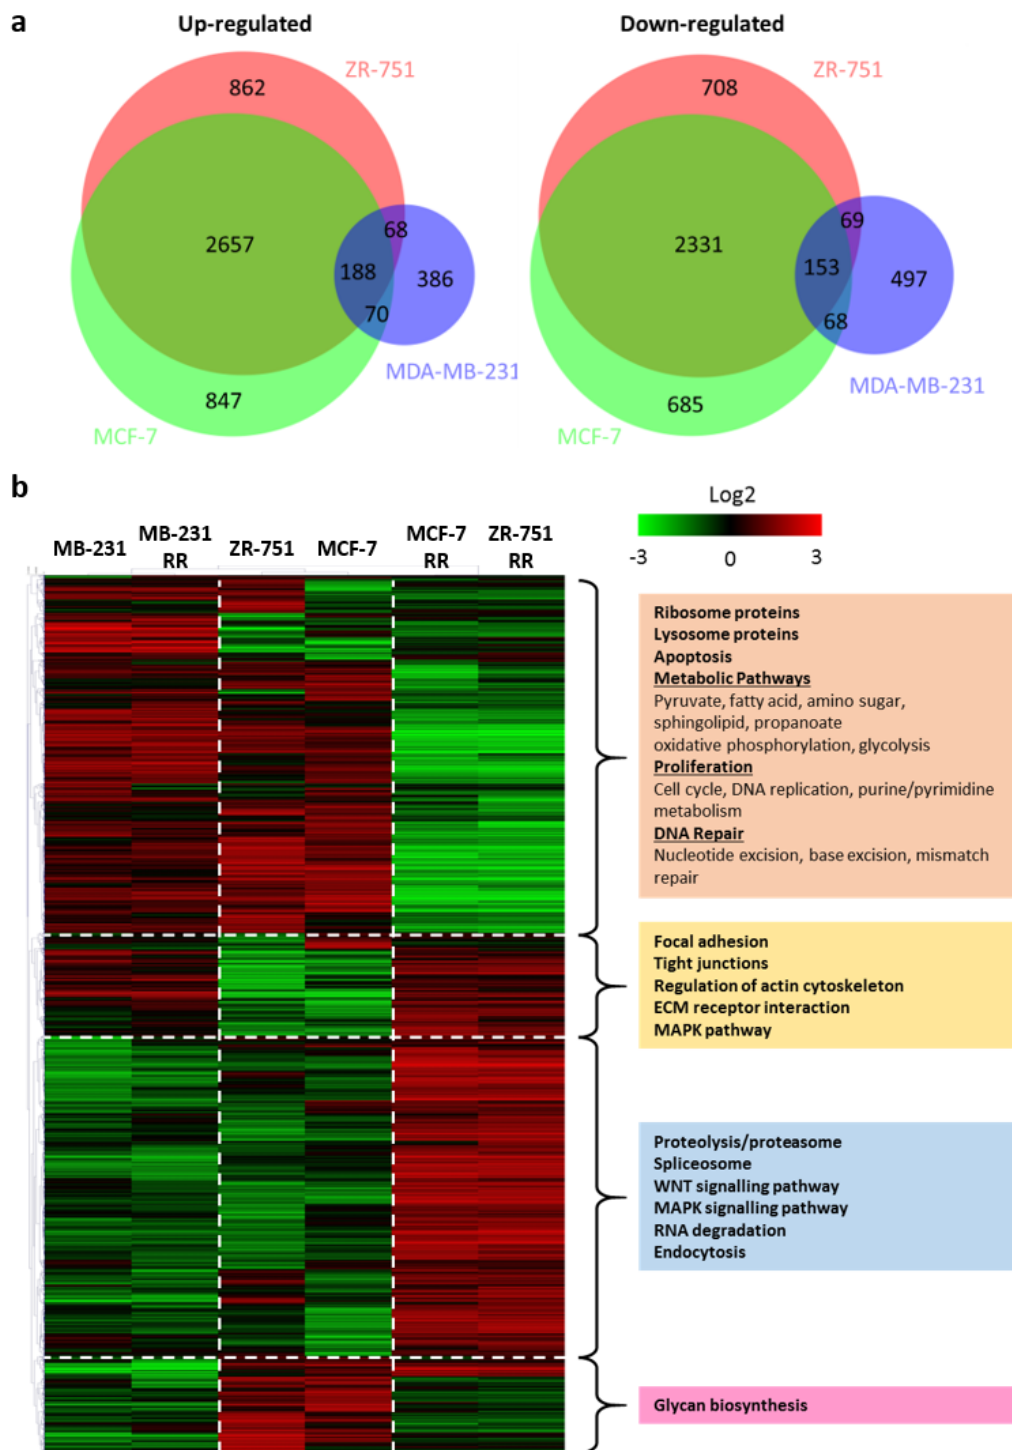 a
Up-regulated
Down-regulated
ZR-751
ZR-751
862
708
2657
68
188
386
70
2331
69
153
497
68
MDA-MB-231
MDA-MB-231
847
685
MCF-7
MCF-7
b
Log2
-3 0 3
MB-231
MB-231
RR
ZR-751
MCF-7
MCF-7
RR
ZR-751
RR
Ribosome proteins
Lysosome proteins
Apoptosis
Metabolic Pathways
Pyruvate, fatty acid, amino sugar,
sphingolipid, propanoate
oxidative phosphorylation, glycolysis
Proliferation
Cell cycle, DNA replication, purine/pyrimidine
metabolism
DNA Repair
Nucleotide excision, base excision, mismatch
repair
Focal adhesion
Tight junctions
Regulation of actin cytoskeleton
ECM receptor interaction
MAPK pathway
Proteolysis/proteasome
Spliceosome
WNT signalling pathway
MAPK signalling pathway
RNA degradation
Endocytosis
Glycan biosynthesis